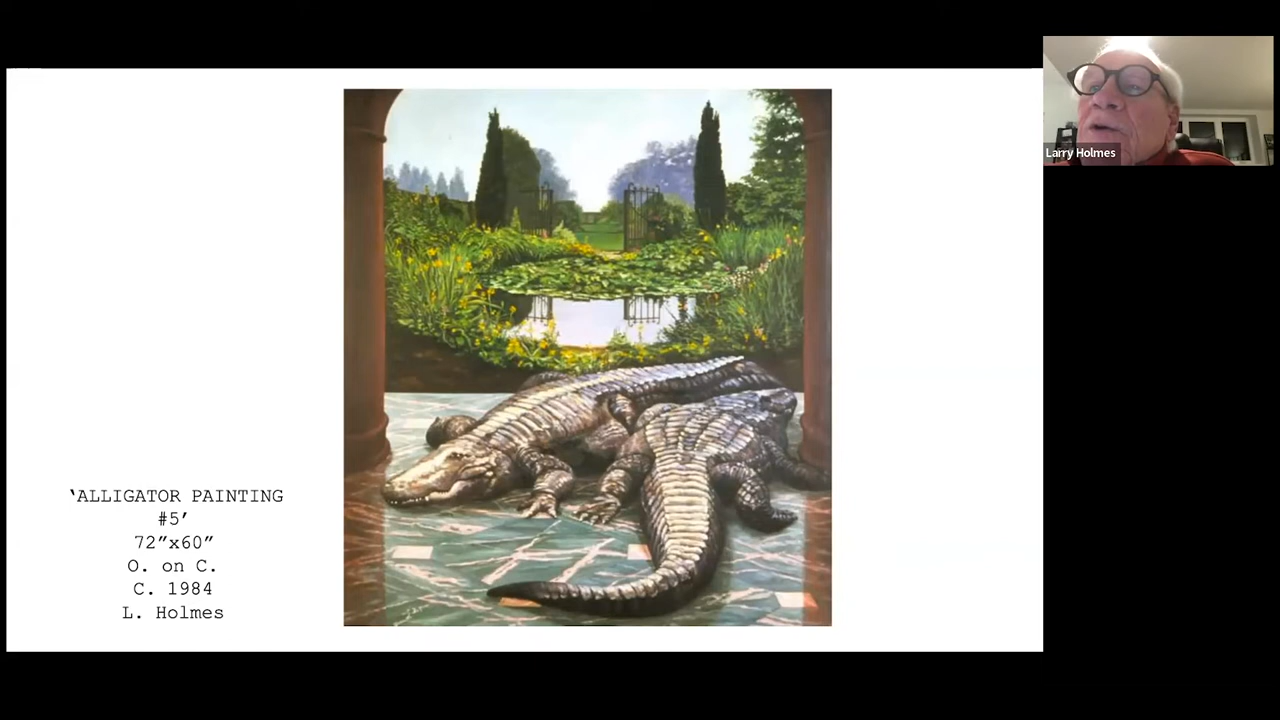 ‘ALLIGATOR PAINTING
#5’
72”x60”
O. on C.
C. 1984
L. Holmes
Larry Holmes